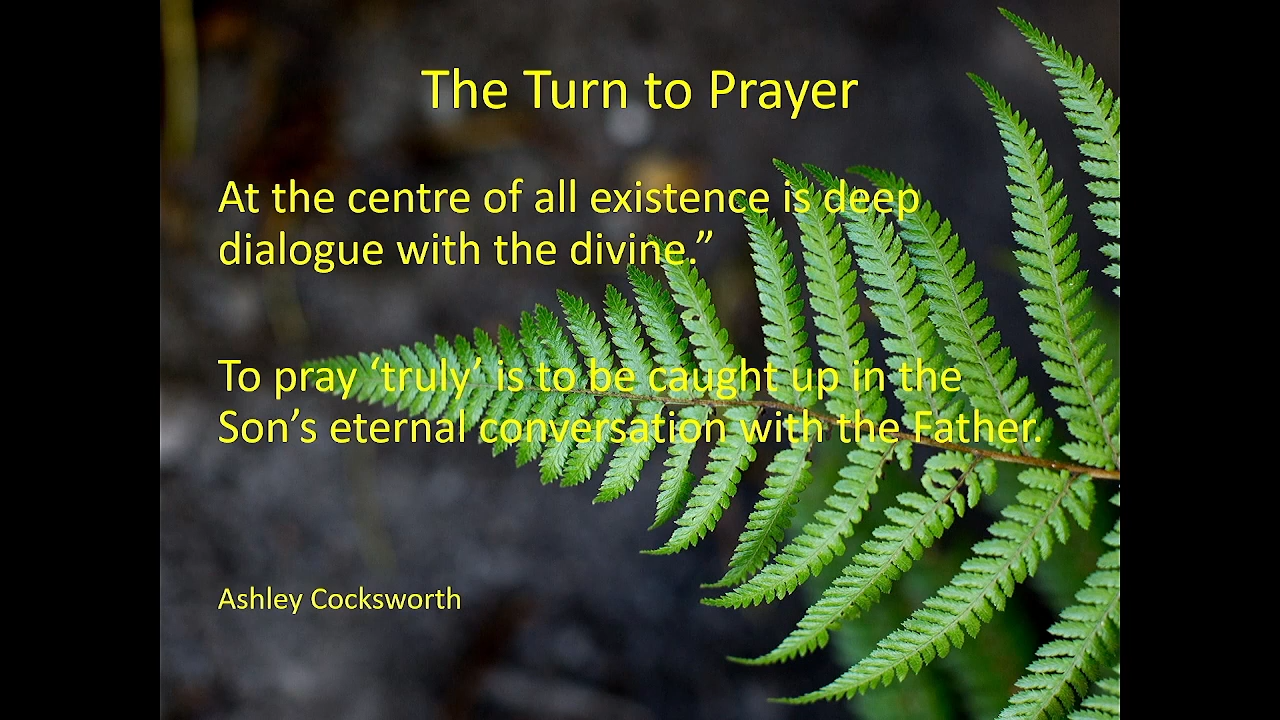 The Turn to Prayer
At the centre of all existence is deep
dialogue with the divine.”
To pray ‘truly’ is to be caught up in the
Son’s eternal conversation with the Father.
Ashley Cocksworth